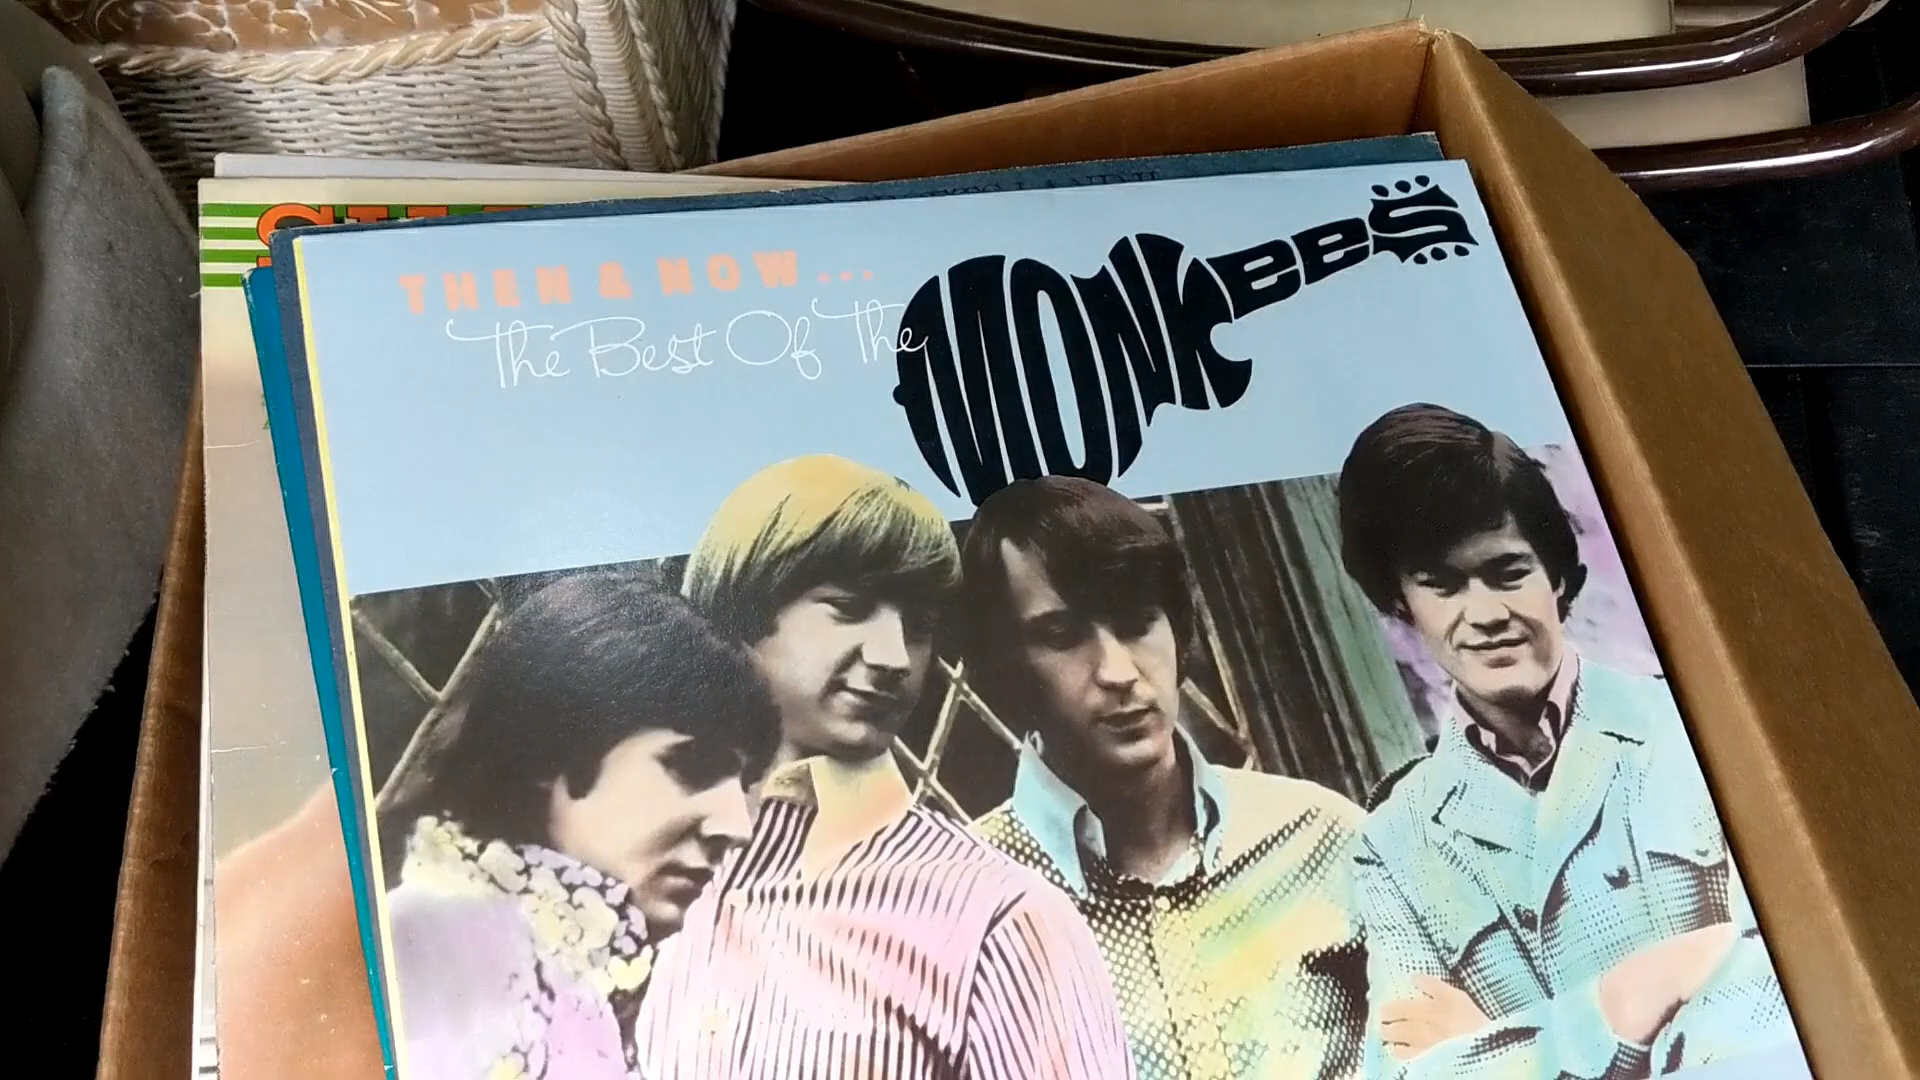 THEN & NOW...
The Best Of The
MONKEES